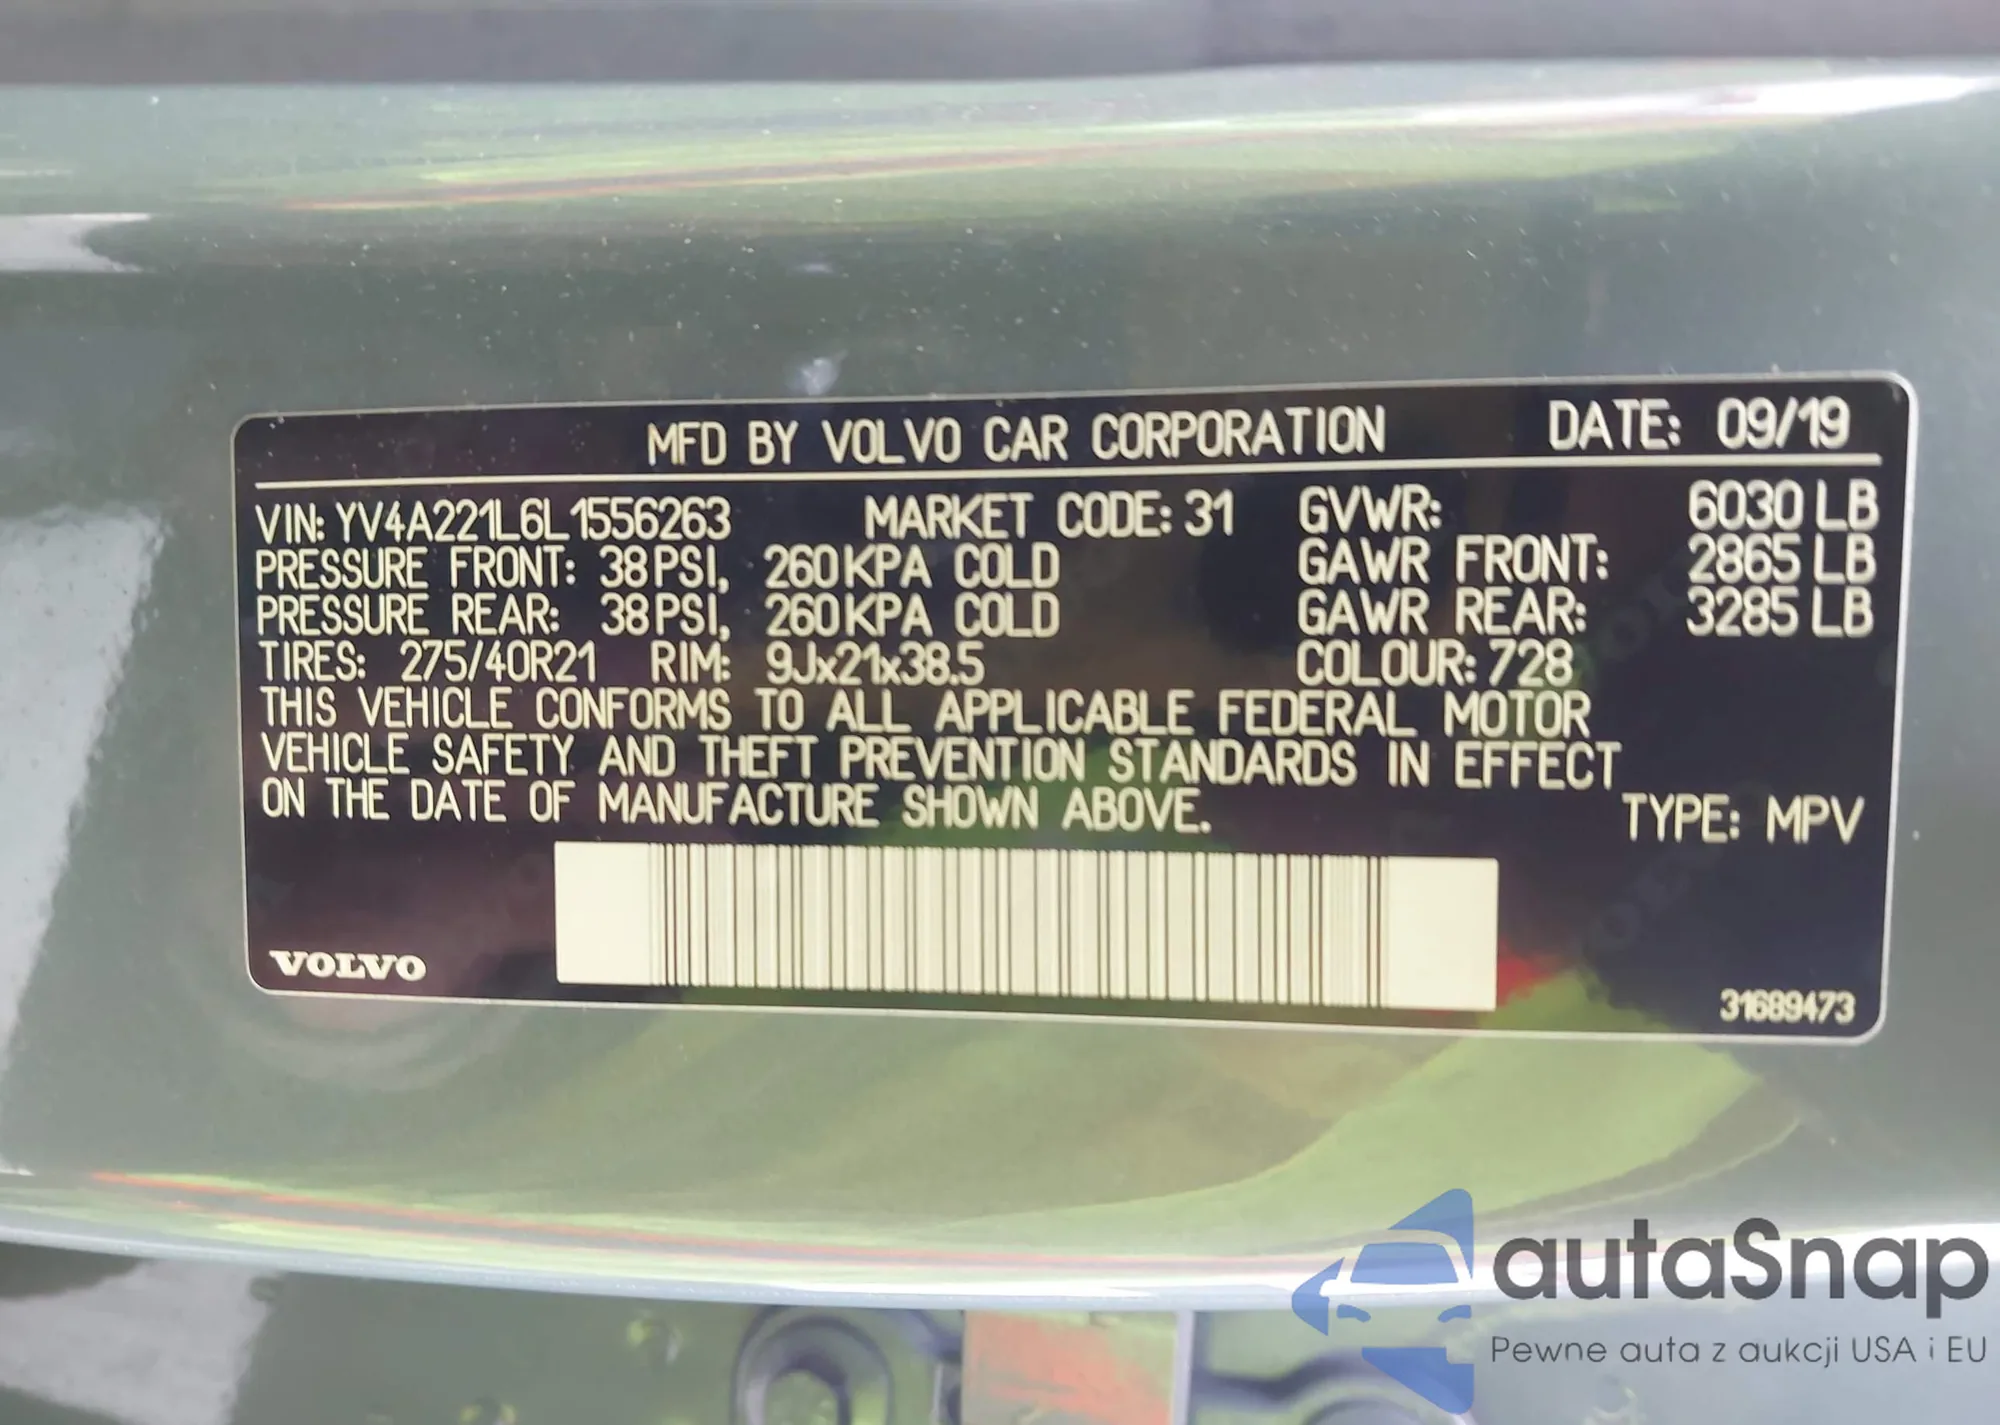 MFD BY VOLVO CAR CORPORATION DATE: 09/19
VIN: YV4A221L6L1556263 MARKET CODE: 31 GVWR: 6030 LB
PRESSURE FRONT: 38 PSI, 260 KPA COLD GAWR FRONT: 2865 LB
PRESSURE REAR: 38 PSI, 260 KPA COLD GAWR REAR: 3285 LB
TIRES: 275/40R21 RIM: 9Jx21x38.5 COLOUR: 728
THIS VEHICLE CONFORMS TO ALL APPLICABLE FEDERAL MOTOR
VEHICLE SAFETY AND THEFT PREVENTION STANDARDS IN EFFECT
ON THE DATE OF MANUFACTURE SHOWN ABOVE.
TYPE: MPV
VOLVO
31689473
autaSnap
Pewne auta z aukcji USA i EU